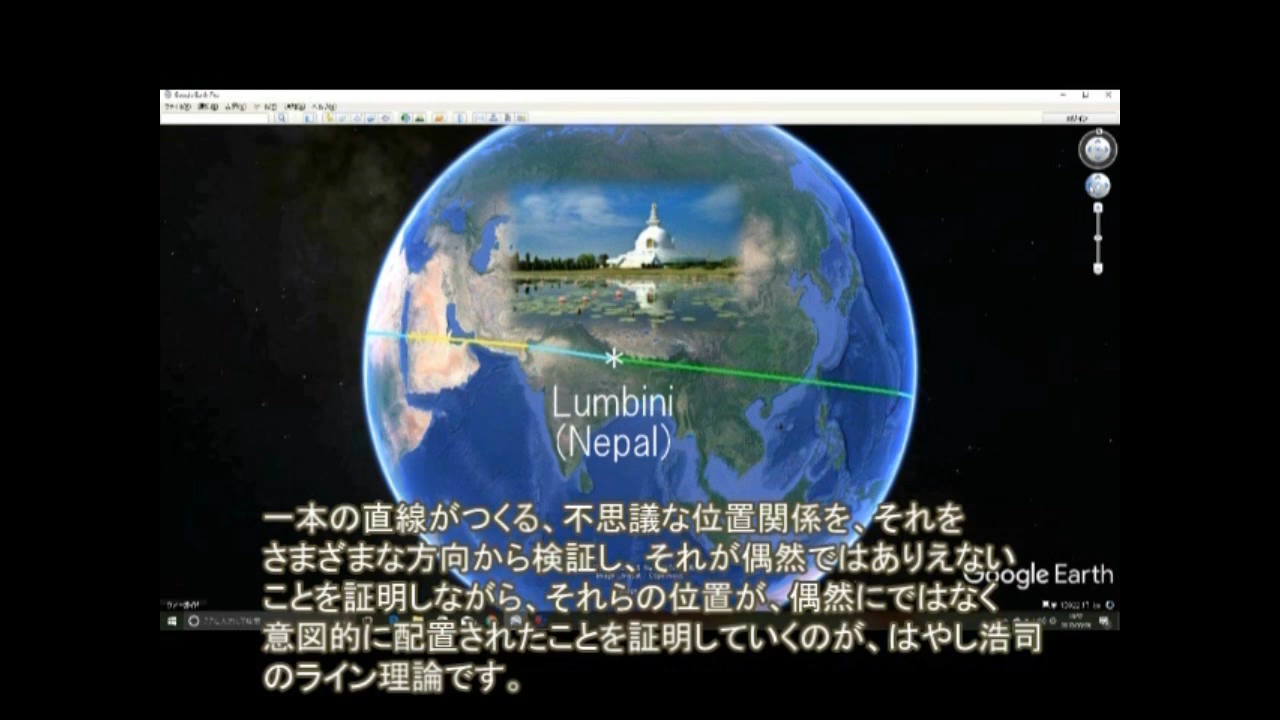 Google Earth Pro
Lumbini
(Nepal)
一本の直線がつくる、不思議な位置関係を、それを
さまざまな方向から検証し、それが偶然ではありえない
Google Earth
ことを証明しながら、それらの位置が、偶然にではなく
意図的に配置されたことを証明していくのが、はやし浩司
のライン理論です。